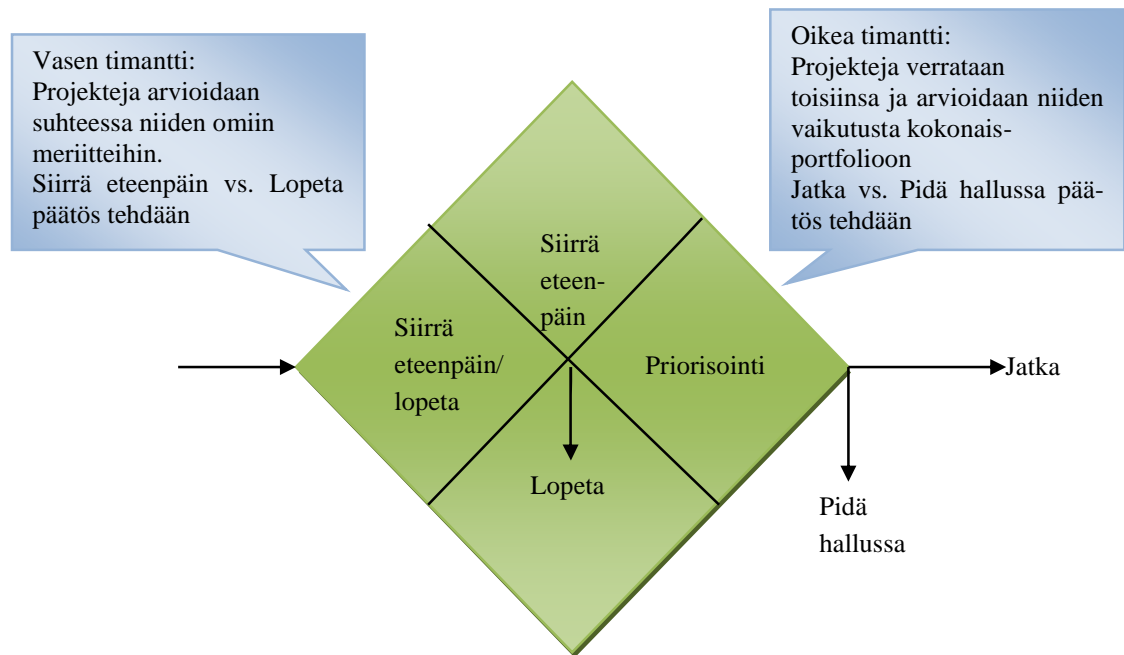 Vasen timantti:
Projekteja arvioidaan
suhteessa niiden omiin
meriitteihin.
Siirrä eteenpäin vs. Lopeta
päätös tehdään
Oikea timantti:
Projekteja verrataan
toisiinsa ja arvioidaan niiden
vaikutusta kokonais-
portfolioon
Jatka vs. Pidä hallussa pää-
tös tehdään
Siirrä
eteen-
päin
Siirrä
eteenpäin/
lopeta
Priorisointi
Jatka
Lopeta
Pidä
hallussa